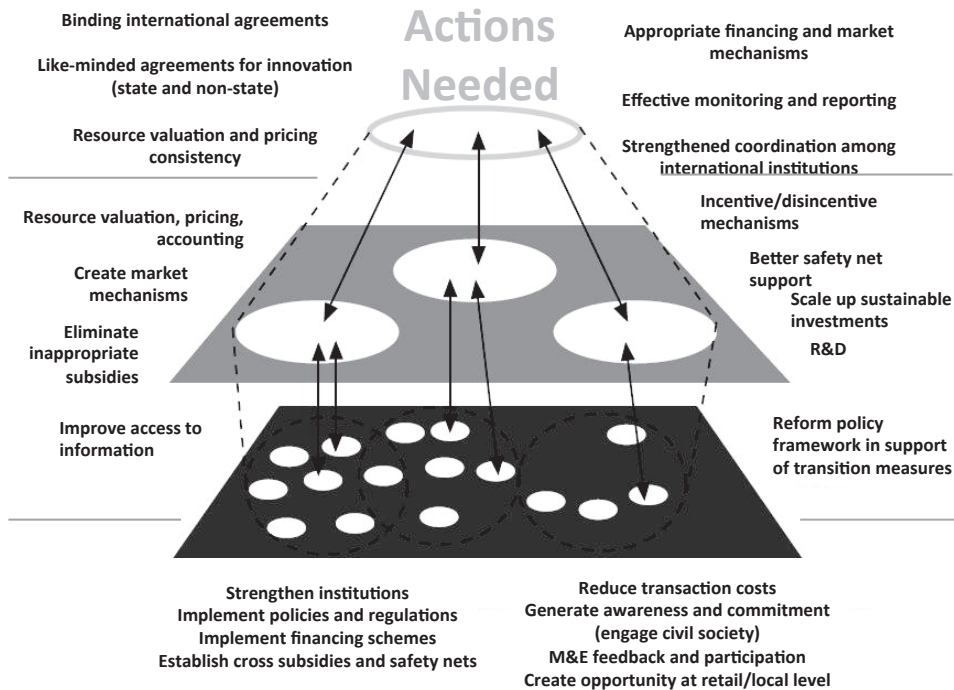 Actions
Needed
Binding international agreements
Like-minded agreements for innovation
(state and non-state)
Resource valuation and pricing
consistency
Appropriate financing and market
mechanisms
Effective monitoring and reporting
Strengthened coordination among
international institutions
Resource valuation, pricing,
accounting
Create market
mechanisms
Eliminate
inappropriate
subsidies
Improve access to
information
Incentive/disincentive
mechanisms
Better safety net
support
Scale up sustainable
investments
R&D
Reform policy
framework in support
of transition measures
Strengthen institutions
Implement policies and regulations
Implement financing schemes
Establish cross subsidies and safety nets
Reduce transaction costs
Generate awareness and commitment
(engage civil society)
M&E feedback and participation
Create opportunity at retail/local level